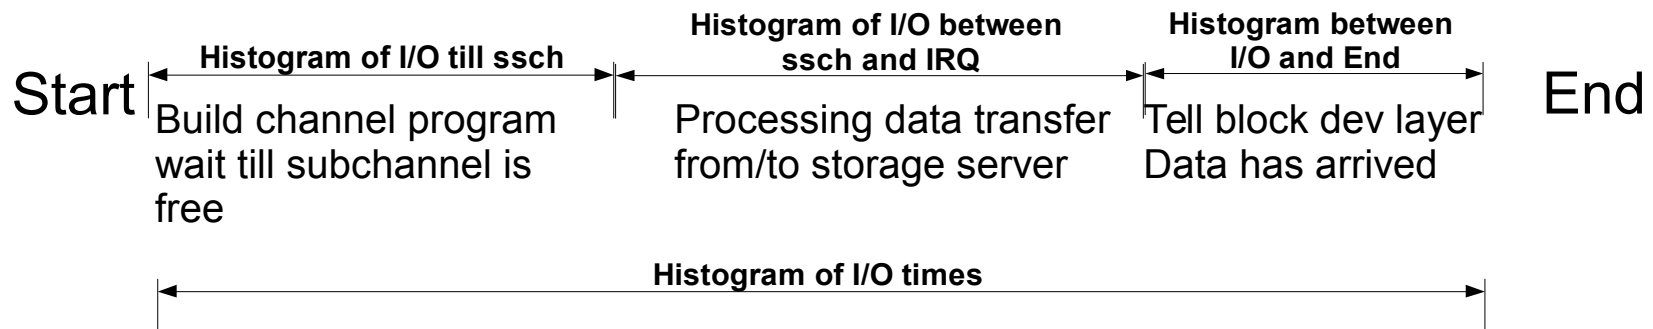 Start
Histogram of I/O till ssch
Histogram of I/O between
ssch and IRQ
Histogram between
I/O and End
End
Build channel program
wait till subchannel is
free
Processing data transfer
from/to storage server
Tell block dev layer
Data has arrived
Histogram of I/O times